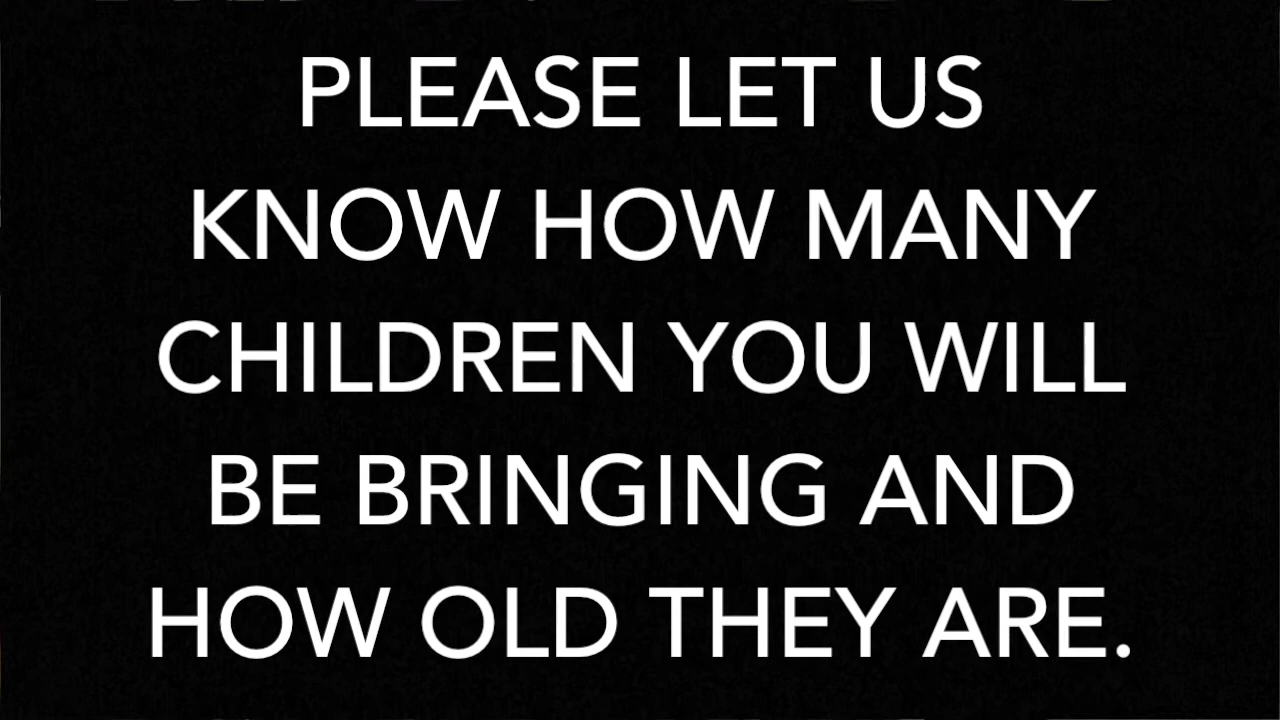 PLEASE LET US
KNOW HOW MANY
CHILDREN YOU WILL
BE BRINGING AND
HOW OLD THEY ARE.